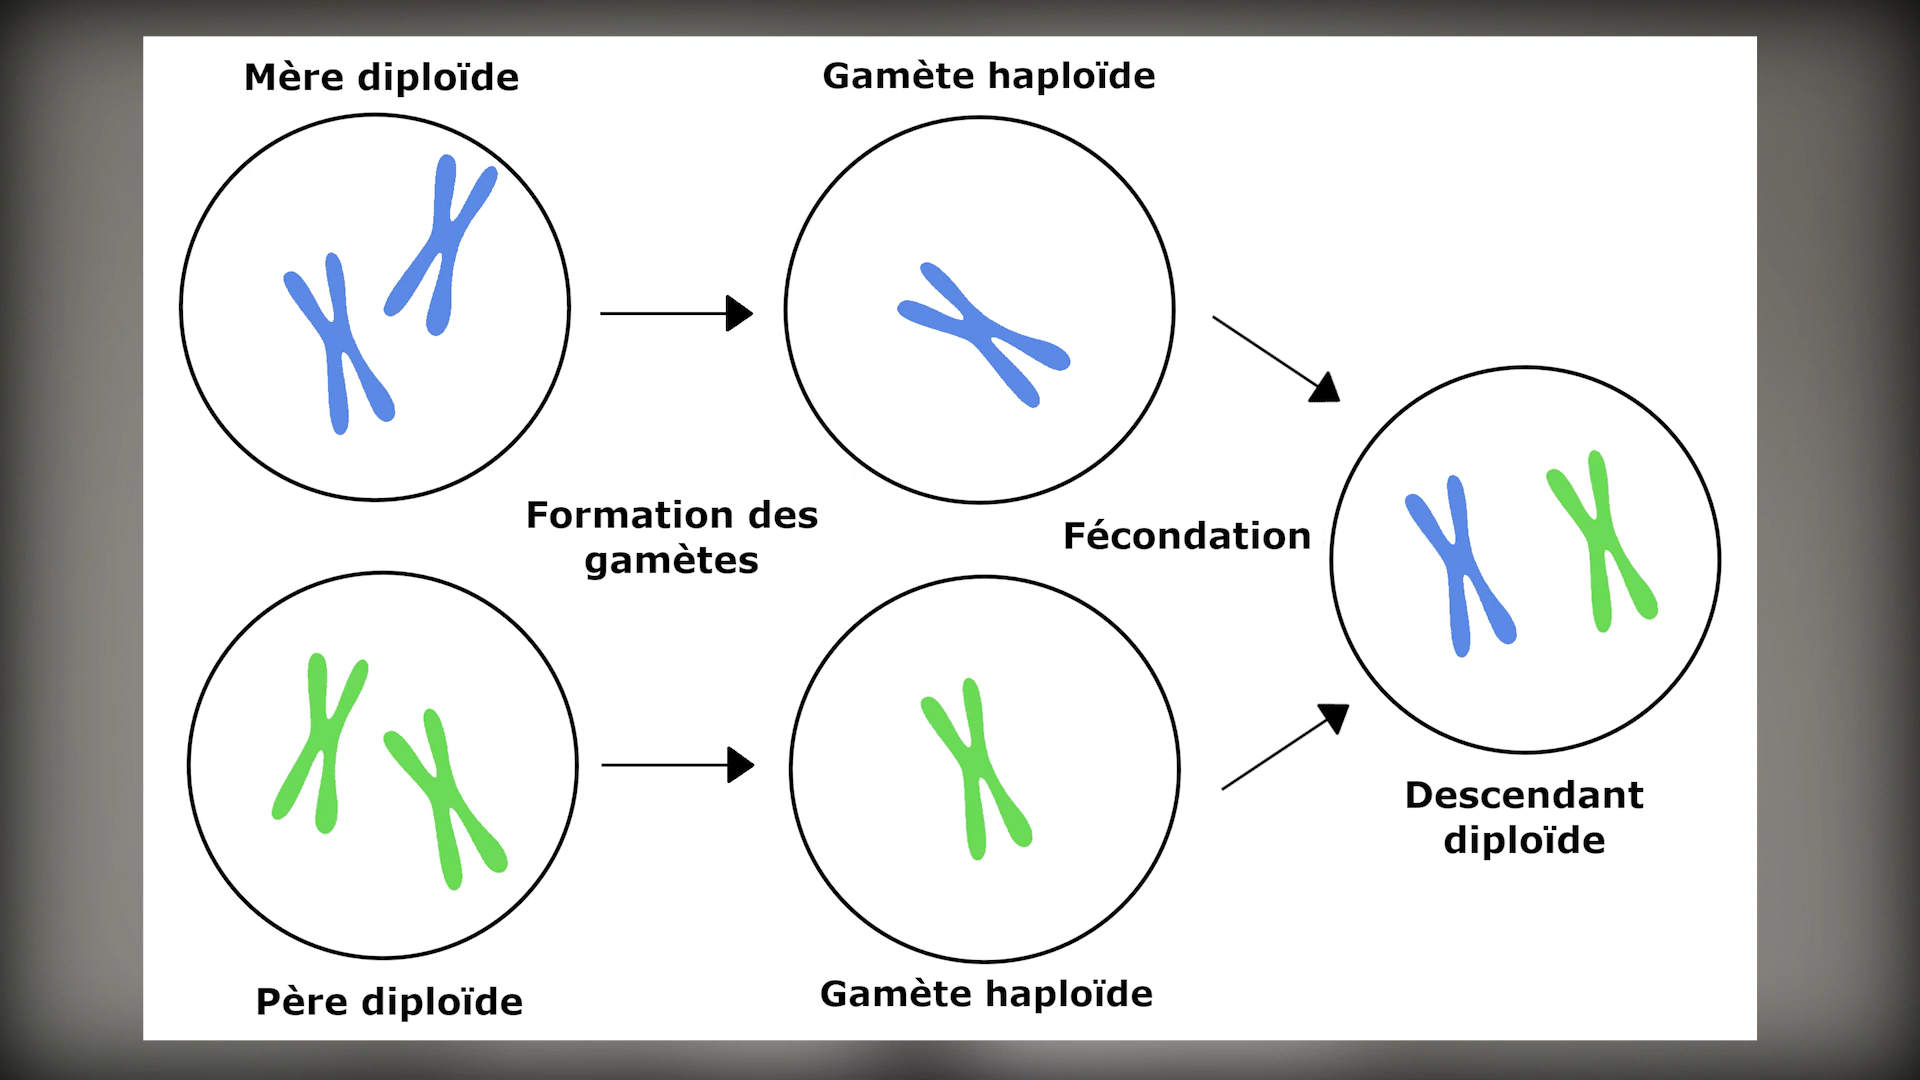 Mère diploïde
Gamète haploïde
Formation des
gamètes
Fécondation
Descendant
diploïde
Père diploïde
Gamète haploïde